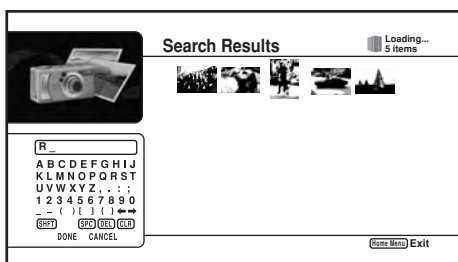 Search Results
Loading...
5 items
R_
A B C D E F G H I J
K L M N O P Q R S T
U V W X Y Z , . : ;
1 2 3 4 5 6 7 8 9 0
_ – ( ) [ ] { } ⬅ ➡
SHFT SPC DEL CLR
DONE CANCEL
Home Menu Exit